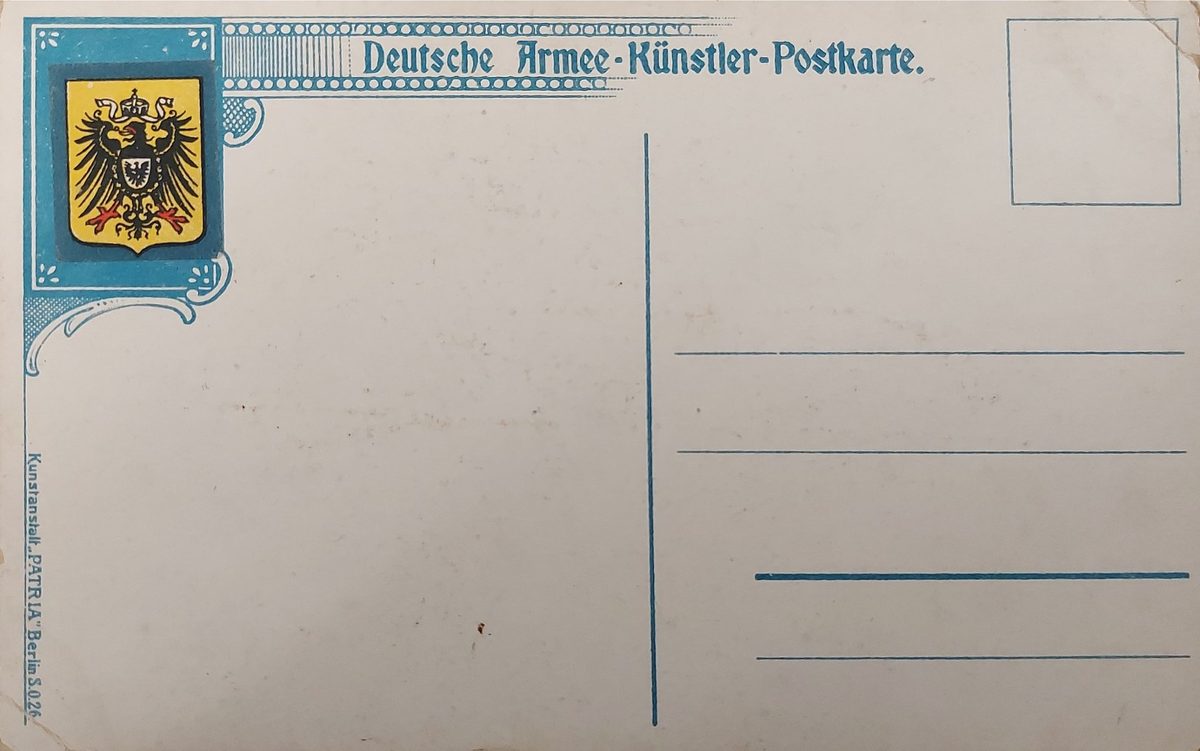 Deutsche Armee-Künstler-Postkarte.
Kunstanstalt „PATRIA" Berlin S.O.26